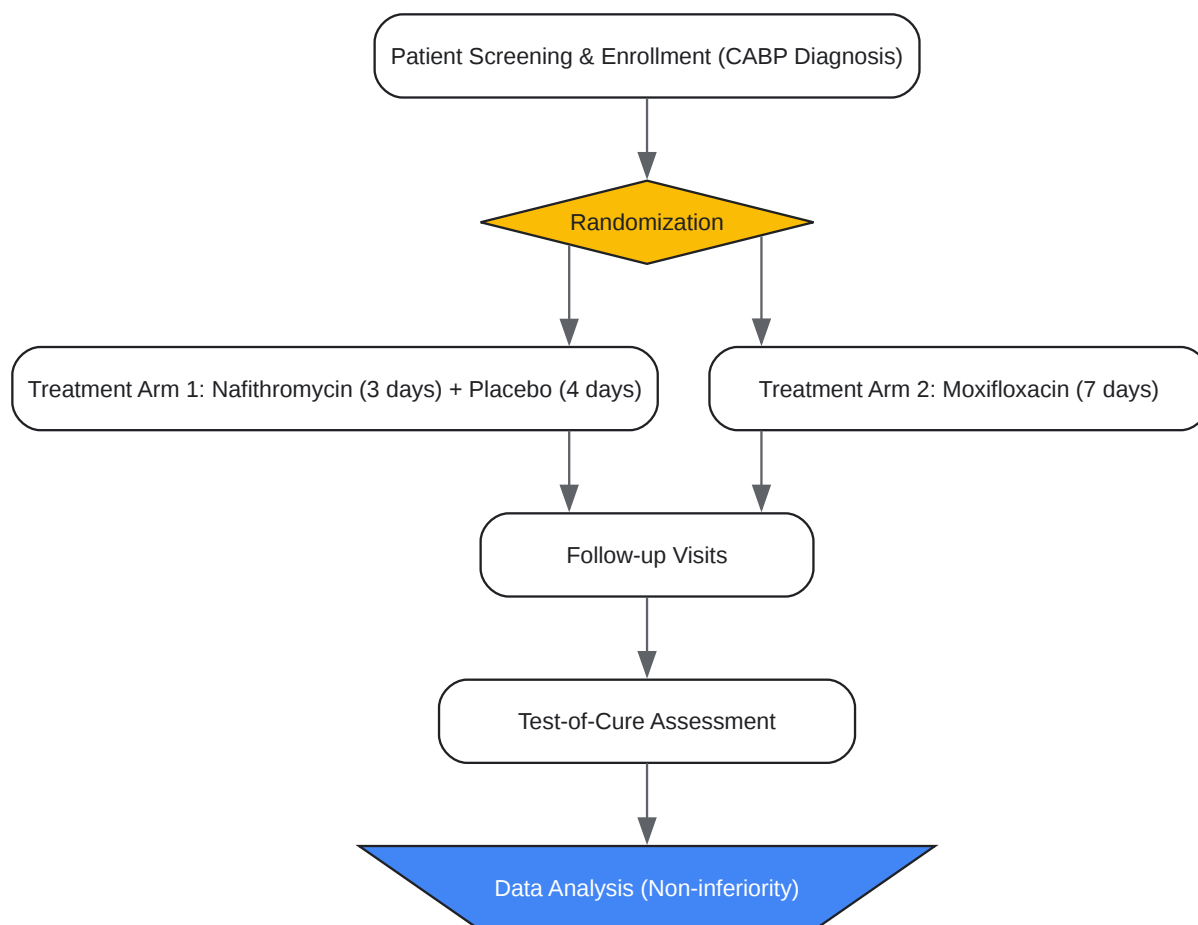 Patient Screening & Enrollment (CABP Diagnosis)
Randomization
Treatment Arm 1: Nafithromycin (3 days) + Placebo (4 days)
Treatment Arm 2: Moxifloxacin (7 days)
Follow-up Visits
Test-of-Cure Assessment
Data Analysis (Non-inferiority)